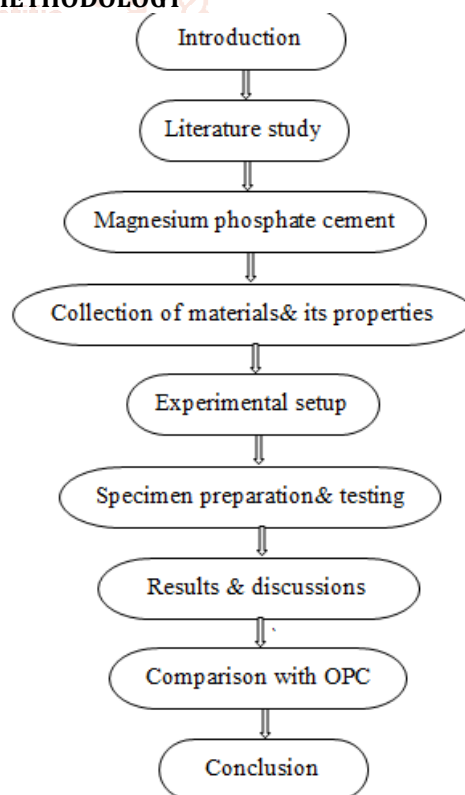 METHODOLOGY
Introduction
Literature study
Magnesium phosphate cement
Collection of materials& its properties
Experimental setup
Specimen preparation& testing
Results & discussions
Comparison with OPC
Conclusion